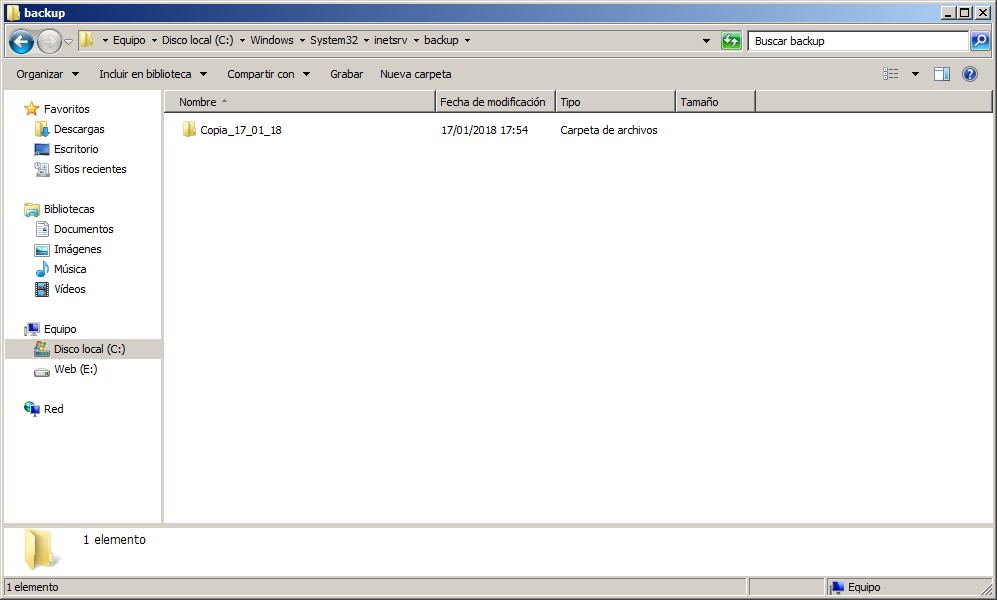 backup
Equipo Disco local (C:) Windows System32 inetsrv backup
Buscar backup
Organizar Incluir en biblioteca Compartir con Grabar Nueva carpeta
Favoritos
Descargas
Escritorio
Sitios recientes
Bibliotecas
Documentos
Imágenes
Música
Vídeos
Equipo
Disco local (C:)
Web (E:)
Red
Nombre Fecha de modificación Tipo Tamaño
Copia_17_01_18 17/01/2018 17:54 Carpeta de archivos
1 elemento
1 elemento Equipo